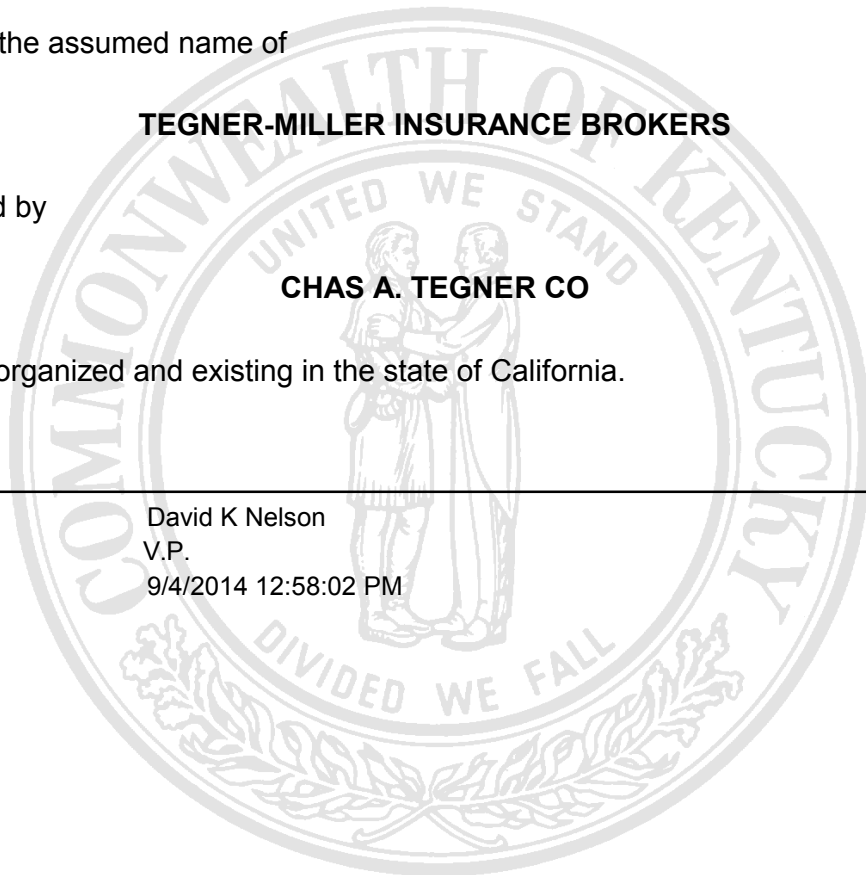 the assumed name of
TEGNER-MILLER INSURANCE BROKERS
d by
CHAS A. TEGNER CO
organized and existing in the state of California.
David K Nelson
V.P.
9/4/2014 12:58:02 PM
COMMONWEALTH OF KENTUCKY
UNITED WE STAND
DIVIDED WE FALL